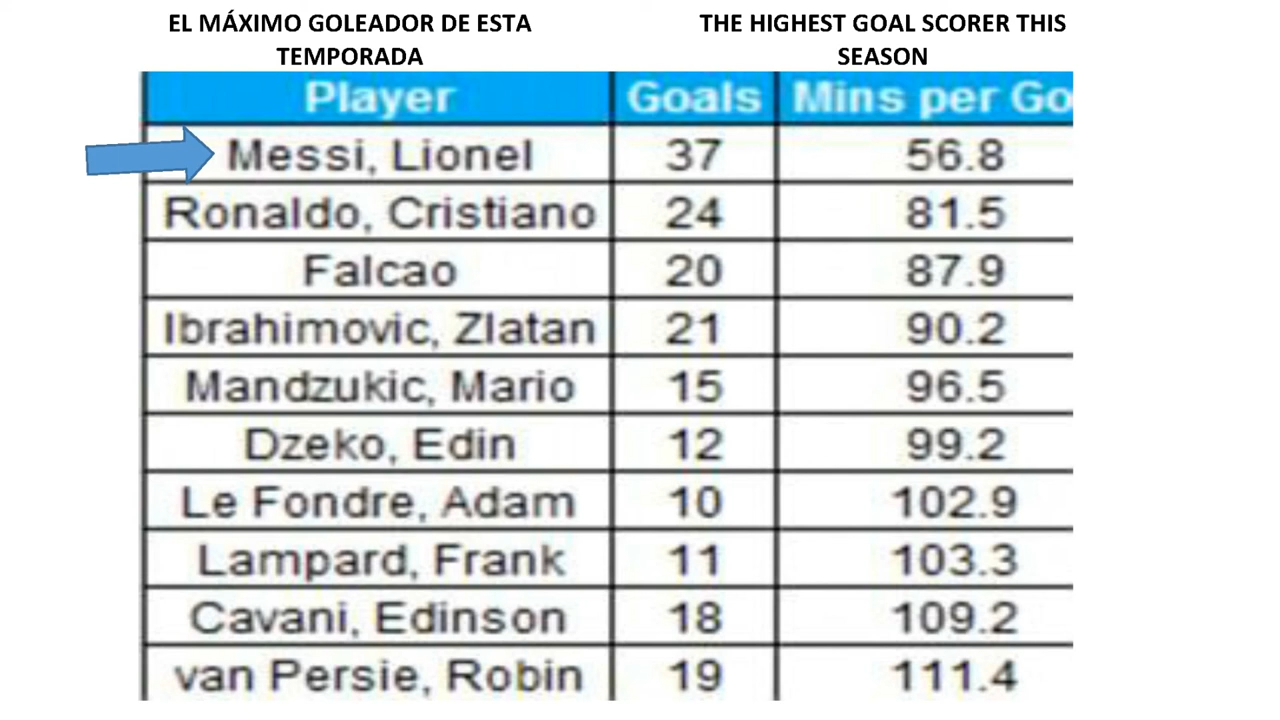 EL MÁXIMO GOLEADOR DE ESTA
TEMPORADA
THE HIGHEST GOAL SCORER THIS
SEASON
Player Goals Mins per Go
Messi, Lionel 37 56.8
Ronaldo, Cristiano 24 81.5
Falcao 20 87.9
Ibrahimovic, Zlatan 21 90.2
Mandzukic, Mario 15 96.5
Dzeko, Edin 12 99.2
Le Fondre, Adam 10 102.9
Lampard, Frank 11 103.3
Cavani, Edinson 18 109.2
van Persie, Robin 19 111.4